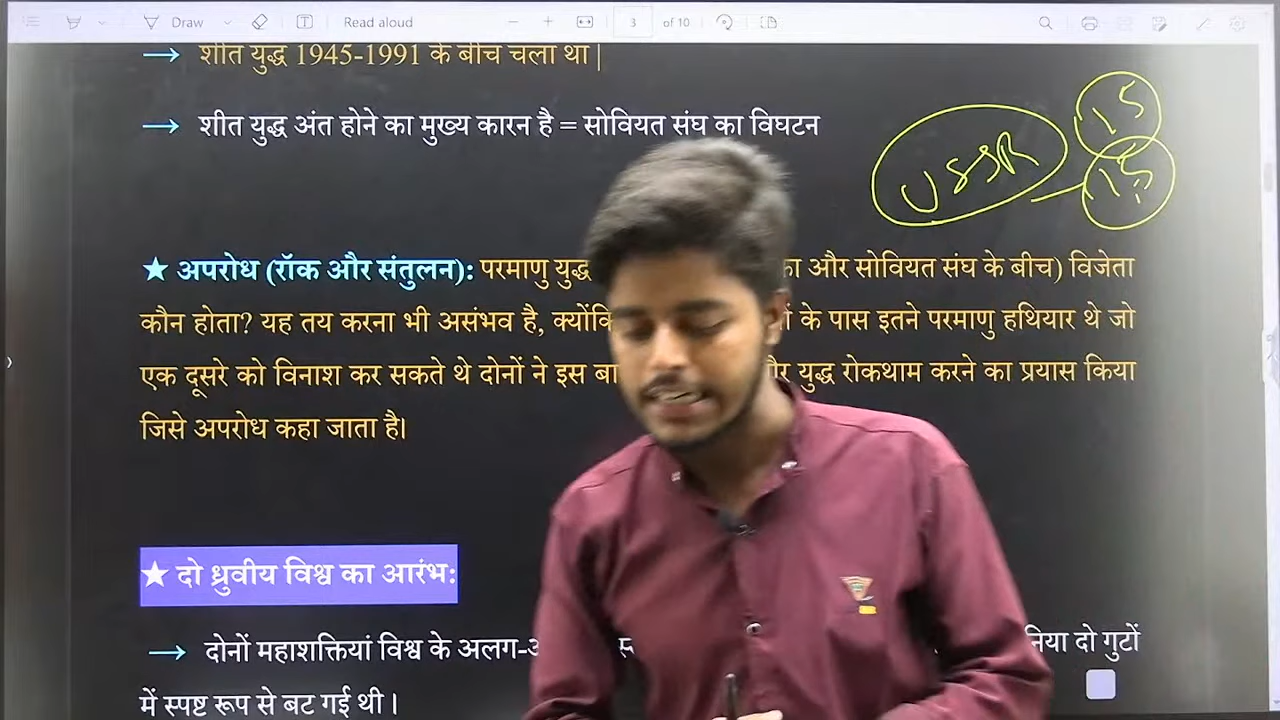 Draw
Read aloud
3 of 10
→ शीत युद्ध 1945-1991 के बीच चला था |
→ शीत युद्ध अंत होने का मुख्य कारन है = सोवियत संघ का विघटन
USSR
15
15
★ अपरोध (रॉक और संतुलन): परमाणु युद्ध और सोवियत संघ के बीच) विजेता
कौन होता? यह तय करना भी असंभव है, के पास इतने परमाणु हथियार थे जो
एक दूसरे को विनाश कर सकते थे दोनों ने इस युद्ध रोकथाम करने का प्रयास किया
जिसे अपरोध कहा जाता है।
★ दो ध्रुवीय विश्व का आरंभ:
→ दोनों महाशक्तियां विश्व के दो गुटों
में स्पष्ट रूप से बट गई थी ।